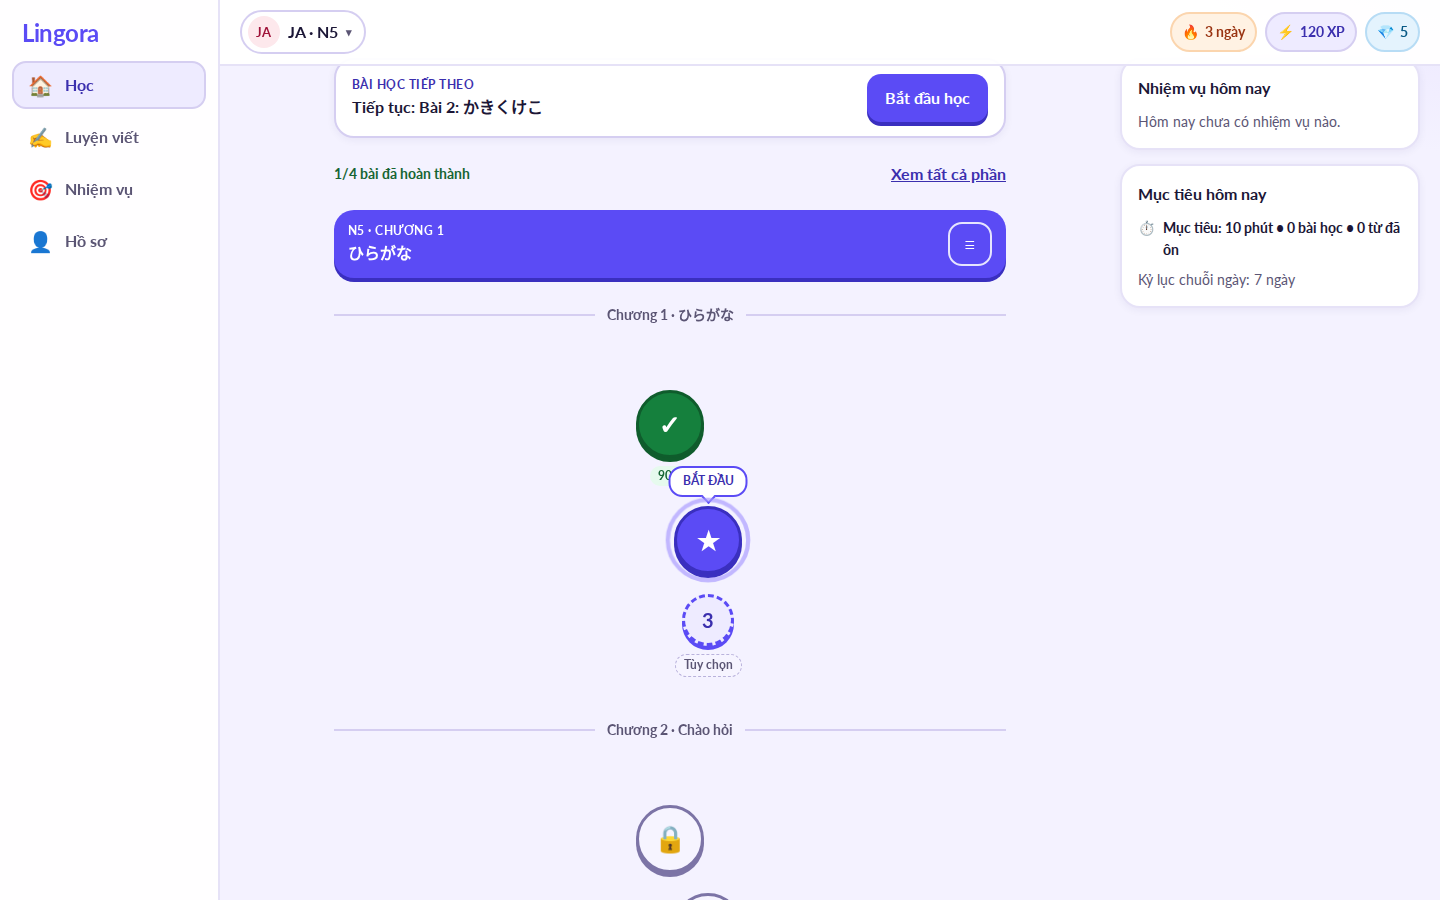 Lingora
Học
Luyện viết
Nhiệm vụ
Hồ sơ
JA JA · N5
3 ngày
120 XP
5
BÀI HỌC TIẾP THEO
Tiếp tục: Bài 2: かきくけこ
Bắt đầu học
1/4 bài đã hoàn thành
Xem tất cả phần
N5 · CHƯƠNG 1
ひらがな
Chương 1 · ひらがな
BẮT ĐẦU
3
Tùy chọn
Chương 2 · Chào hỏi
Nhiệm vụ hôm nay
Hôm nay chưa có nhiệm vụ nào.
Mục tiêu hôm nay
Mục tiêu: 10 phút • 0 bài học • 0 từ đã
ôn
Kỷ lục chuỗi ngày: 7 ngày